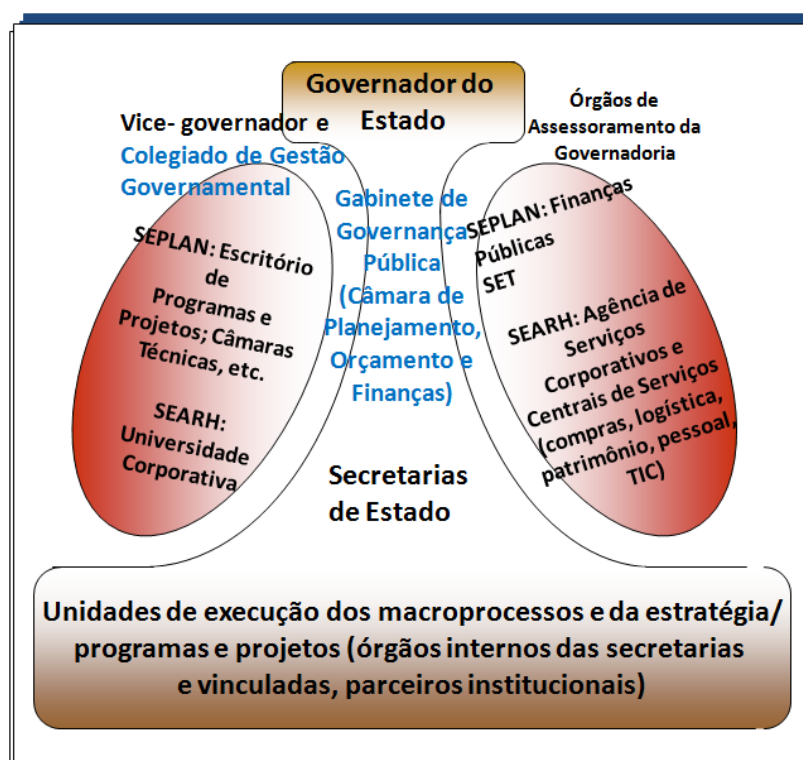 Governador do
Estado
Vice- governador e
Colegiado de Gestão
Governamental
Órgãos de
Assessoramento da
Governadoria
SEPLAN: Escritório
de
Programas e
Projetos; Câmaras
Técnicas, etc.
SEARH:
Universidade
Corporativa
Gabinete de
Governança
Pública
(Câmara de
Planejamento,
Orçamento e
Finanças)
SEPLAN: Finanças
Públicas
SET
SEARH: Agência de
Serviços
Corporativos e
Centrais de Serviços
(compras, logística,
patrimônio, pessoal,
TIC)
Secretarias
de Estado
Unidades de execução dos macroprocessos e da estratégia/
programas e projetos (órgãos internos das secretarias
e vinculadas, parceiros institucionais)